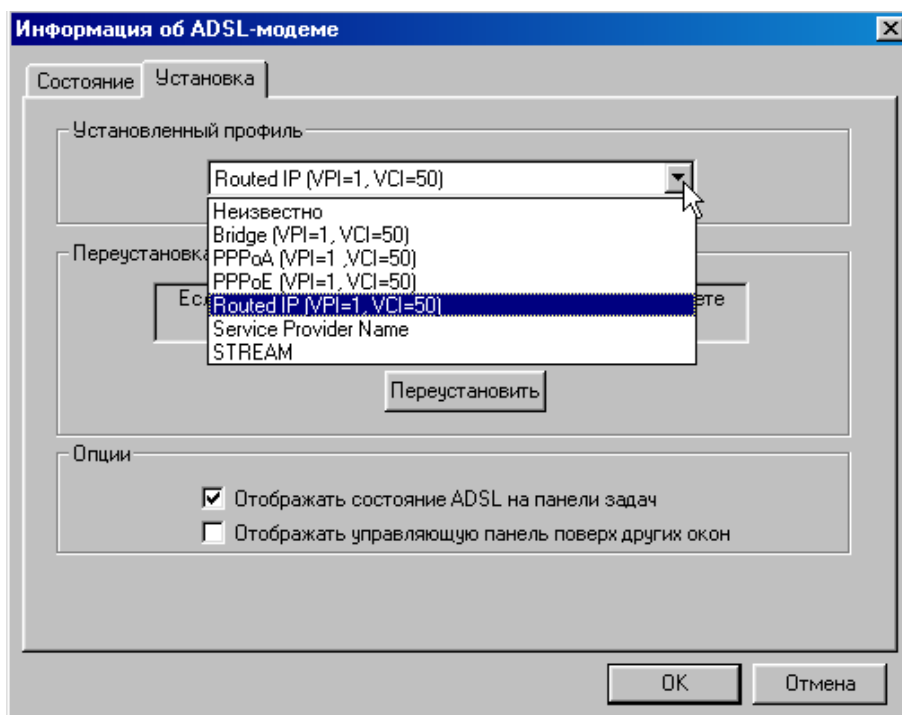 Информация об ADSL-модеме
Состояние
Установка
Установленный профиль
Routed IP (VPI=1, VCI=50)
Неизвестно
Bridge (VPI=1, VCI=50)
PPPoA (VPI=1 ,VCI=50)
PPPoE (VPI=1, VCI=50)
Routed IP (VPI=1, VCI=50)
Service Provider Name
STREAM
Переустановка
Переустановить
Опции
Отображать состояние ADSL на панели задач
Отображать управляющую панель поверх других окон
OK
Отмена